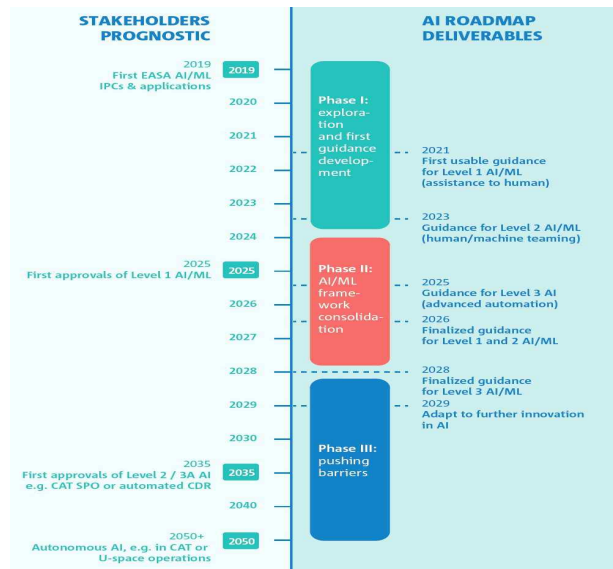 STAKEHOLDERS
PROGNOSTIC
AI ROADMAP
DELIVERABLES
2019
First EASA AI/ML
IPCs & applications
2019
2020
2021
2022
2023
2024
2025
First approvals of Level 1 AI/ML
2025
2026
2027
2028
2029
2030
2035
First approvals of Level 2 / 3A AI
e.g. CAT SPO or automated CDR
2035
2040
2050+
Autonomous AI, e.g. in CAT or
U-space operations
2050
Phase I:
explora-
tion
and first
guidance
develop-
ment
Phase II:
AI/ML
frame-
work
consolida-
tion
Phase III:
pushing
barriers
2021
First usable guidance
for Level 1 AI/ML
(assistance to human)
2023
Guidance for Level 2 AI/ML
(human/machine teaming)
2025
Guidance for Level 3 AI
(advanced automation)
2026
Finalized guidance
for Level 1 and 2 AI/ML
2028
Finalized guidance
for Level 3 AI/ML
2029
Adapt to further innovation
in AI